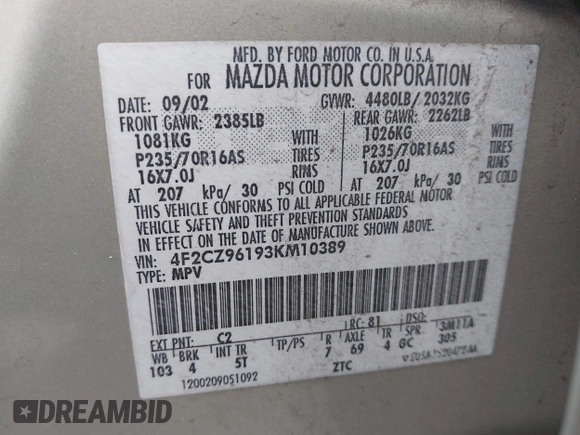 MFD. BY FORD MOTOR CO. IN U.S.A.
FOR MAZDA MOTOR CORPORATION
DATE: 09/02 GVWR: 4480LB/ 2032KG
FRONT GAWR: 2385LB REAR GAWR: 2262LB
1081KG WITH 1026KG WITH
P235/70R16AS TIRES P235/70R16AS TIRES
16X7.0J RIMS 16X7.0J RIMS
AT 207 kPa/ 30 PSI COLD AT 207 kPa/ 30 PSI COLD
THIS VEHICLE CONFORMS TO ALL APPLICABLE FEDERAL MOTOR
VEHICLE SAFETY AND THEFT PREVENTION STANDARDS
IN EFFECT ON THE DATE OF MANUFACTURE SHOWN ABOVE.
VIN: 4F2CZ96193KM10389
TYPE: MPV
EXT PNT: C2 RC: 81 DSO:
WB BRK INT TR TP/PS R AXLE TR SPR
103 4 5T 7 69 4 GC 305
1200209051092 ZTC
DREAMBID